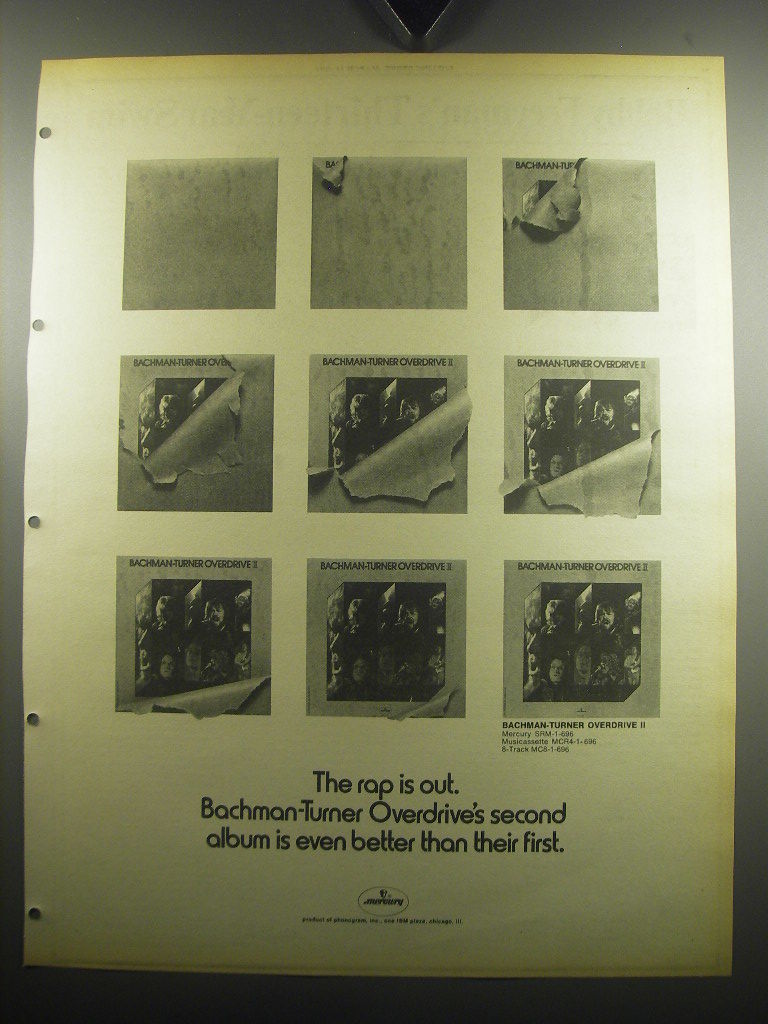 BA
BACHMAN-TUR
BACHMAN-TURNER OVER
BACHMAN-TURNER OVERDRIVE II
BACHMAN-TURNER OVERDRIVE II
BACHMAN-TURNER OVERDRIVE II
BACHMAN-TURNER OVERDRIVE II
BACHMAN-TURNER OVERDRIVE II
BACHMAN-TURNER OVERDRIVE II
Mercury SRM-1-696
Musicassette MCR4-1-696
8-Track MC8-1-696
The rap is out.
Bachman-Turner Overdrive's second
album is even better than their first.
mercury
product of phonogram, inc., one IBM plaza, chicago, ill.